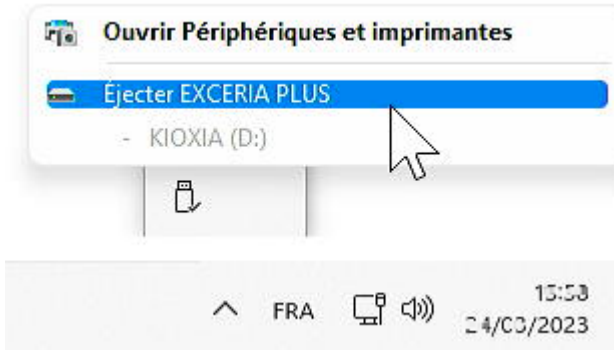 Ouvrir Périphériques et imprimantes
Éjecter EXCERIA PLUS
- KIOXIA (D:)
FRA